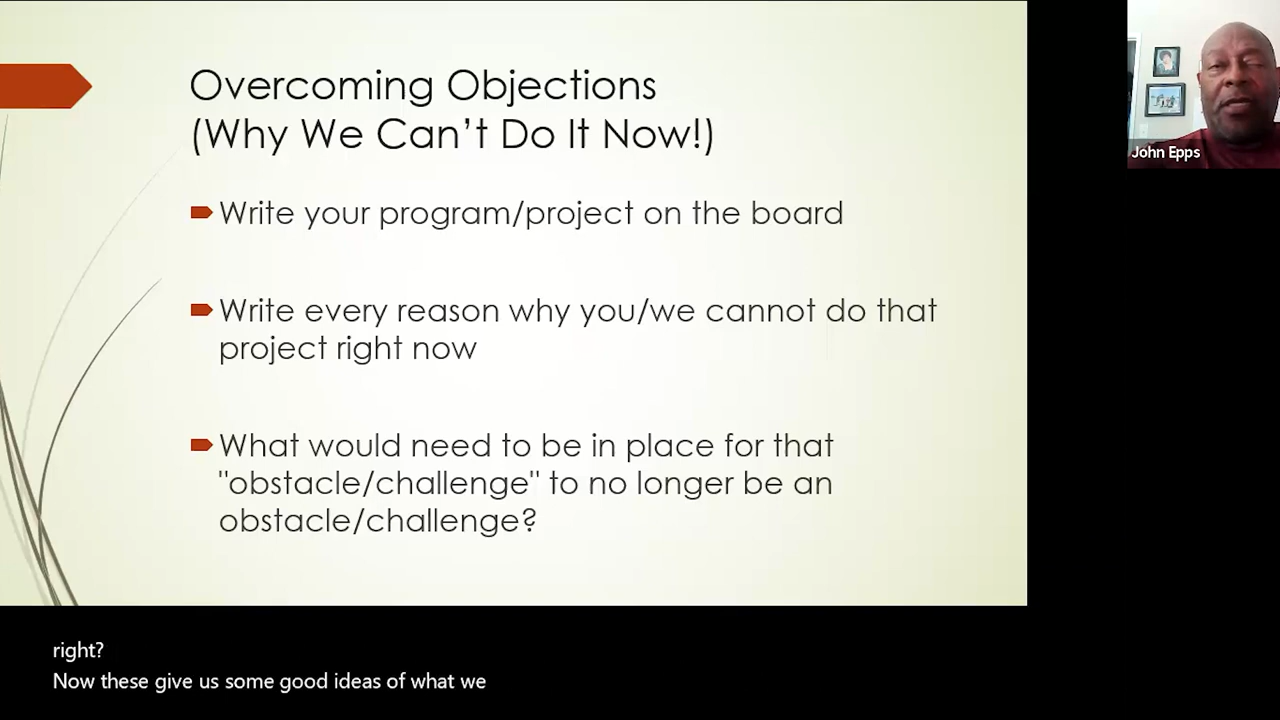 Overcoming Objections
(Why We Can’t Do It Now!)
Write your program/project on the board
Write every reason why you/we cannot do that
project right now
What would need to be in place for that
"obstacle/challenge" to no longer be an
obstacle/challenge?
John Epps
right?
Now these give us some good ideas of what we